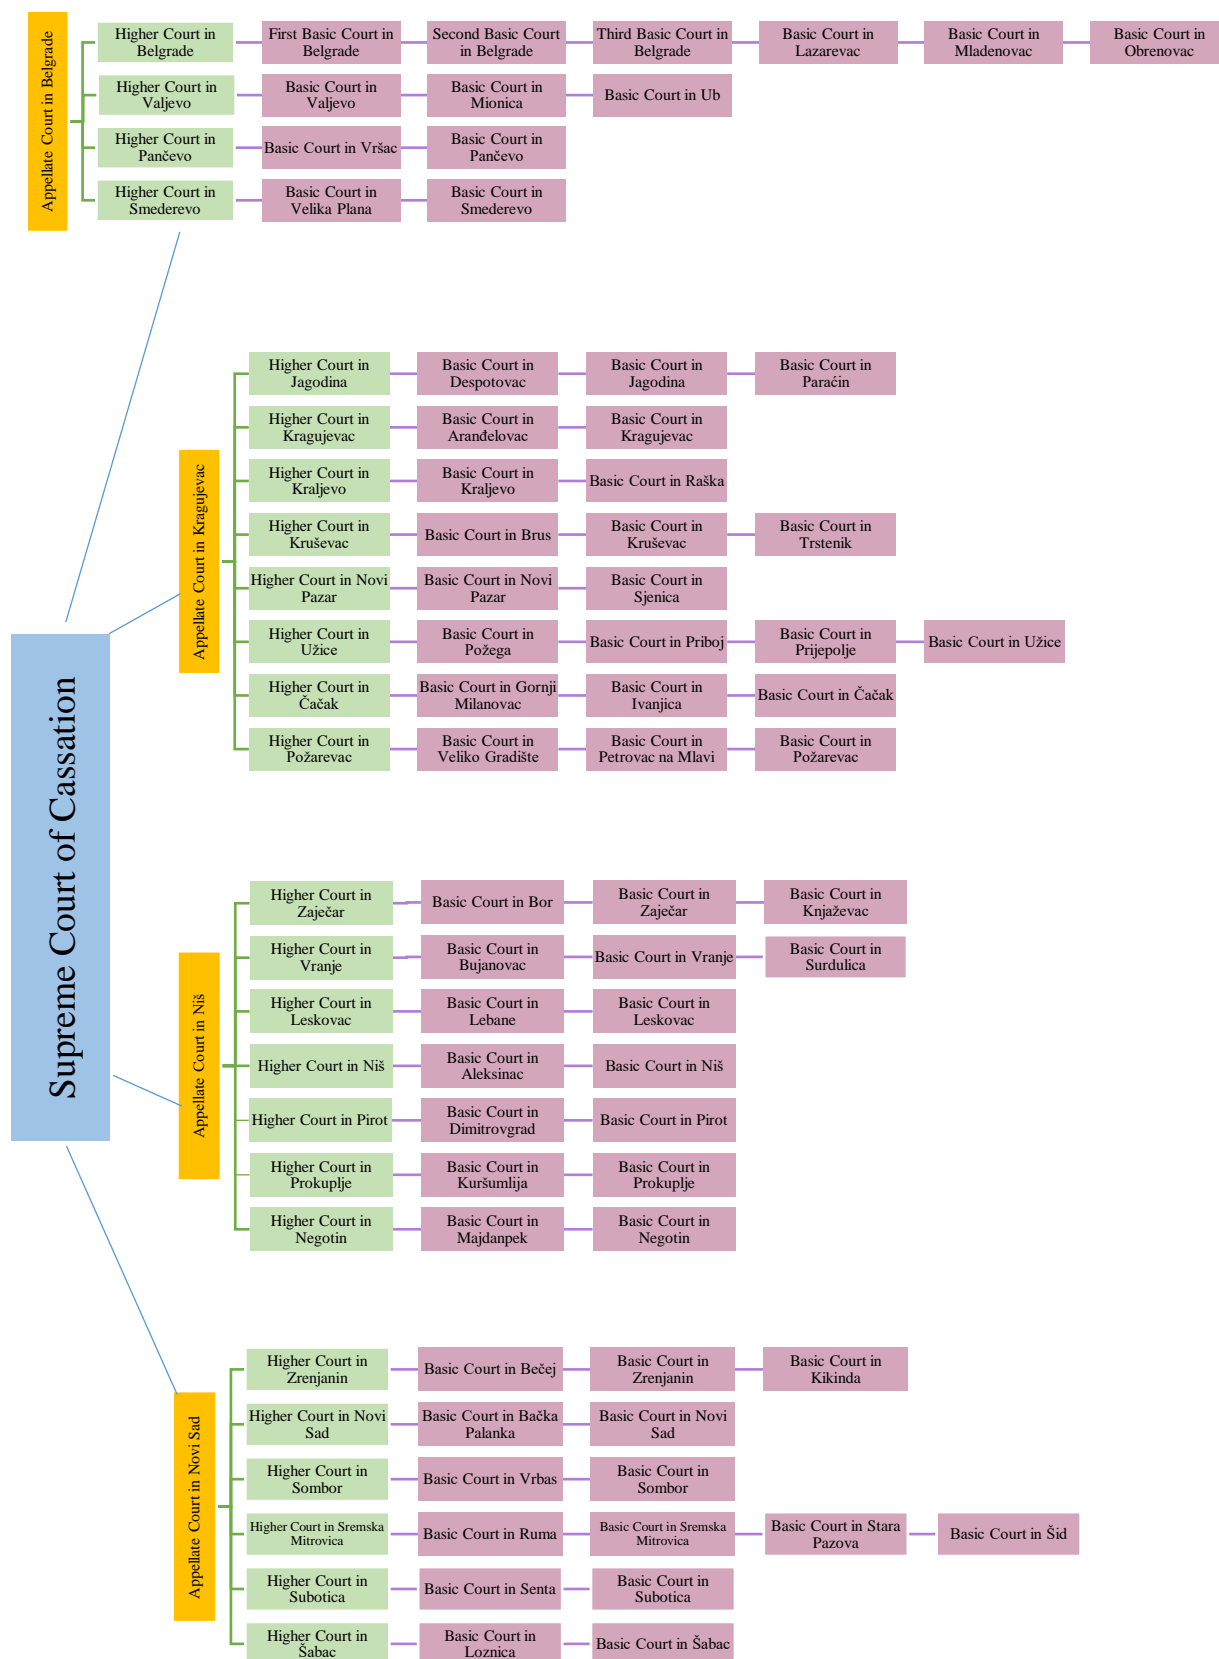 Supreme Court of Cassation
Appellate Court in Belgrade
Higher Court in
Belgrade
First Basic Court in
Belgrade
Second Basic Court
in Belgrade
Third Basic Court in
Belgrade
Basic Court in
Lazarevac
Basic Court in
Mladenovac
Basic Court in
Obrenovac
Higher Court in
Valjevo
Basic Court in
Valjevo
Basic Court in
Mionica
Basic Court in Ub
Higher Court in
Pančevo
Basic Court in Vršac
Basic Court in
Pančevo
Higher Court in
Smederevo
Basic Court in
Velika Plana
Basic Court in
Smederevo
Appellate Court in Kragujevac
Higher Court in
Jagodina
Basic Court in
Despotovac
Basic Court in
Jagodina
Basic Court in
Paraćin
Higher Court in
Kragujevac
Basic Court in
Aranđelovac
Basic Court in
Kragujevac
Higher Court in
Kraljevo
Basic Court in
Kraljevo
Basic Court in Raška
Higher Court in
Kruševac
Basic Court in Brus
Basic Court in
Kruševac
Basic Court in
Trstenik
Higher Court in Novi
Pazar
Basic Court in Novi
Pazar
Basic Court in
Sjenica
Higher Court in
Užice
Basic Court in
Požega
Basic Court in Priboj
Basic Court in
Prijepolje
Basic Court in Užice
Higher Court in
Čačak
Basic Court in Gornji
Milanovac
Basic Court in
Ivanjica
Basic Court in Čačak
Higher Court in
Požarevac
Basic Court in
Veliko Gradište
Basic Court in
Petrovac na Mlavi
Basic Court in
Požarevac
Appellate Court in Niš
Higher Court in
Zaječar
Basic Court in Bor
Basic Court in
Zaječar
Basic Court in
Knjaževac
Higher Court in
Vranje
Basic Court in
Bujanovac
Basic Court in Vranje
Basic Court in
Surdulica
Higher Court in
Leskovac
Basic Court in
Lebane
Basic Court in
Leskovac
Higher Court in Niš
Basic Court in
Aleksinac
Basic Court in Niš
Higher Court in Pirot
Basic Court in
Dimitrovgrad
Basic Court in Pirot
Higher Court in
Prokuplje
Basic Court in
Kuršumlija
Basic Court in
Prokuplje
Higher Court in
Negotin
Basic Court in
Majdanpek
Basic Court in
Negotin
Appellate Court in Novi Sad
Higher Court in
Zrenjanin
Basic Court in Bečej
Basic Court in
Zrenjanin
Basic Court in
Kikinda
Higher Court in Novi
Sad
Basic Court in Bačka
Palanka
Basic Court in Novi
Sad
Higher Court in
Sombor
Basic Court in Vrbas
Basic Court in
Sombor
Higher Court in Sremska
Mitrovica
Basic Court in Ruma
Basic Court in Sremska
Mitrovica
Basic Court in Stara
Pazova
Basic Court in Šid
Higher Court in
Subotica
Basic Court in Senta
Basic Court in
Subotica
Higher Court in
Šabac
Basic Court in
Loznica
Basic Court in Šabac